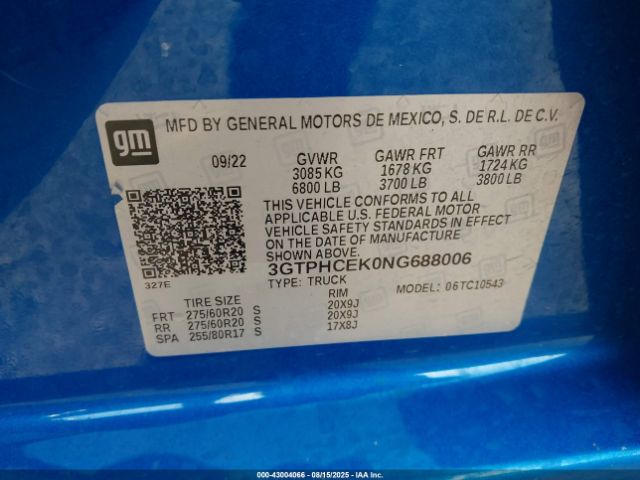 gm
MFD BY GENERAL MOTORS DE MEXICO, S. DE R.L. DE C.V.
09/22 GVWR GAWR FRT GAWR RR
3085 KG 1678 KG 1724 KG
6800 LB 3700 LB 3800 LB
THIS VEHICLE CONFORMS TO ALL
APPLICABLE U.S. FEDERAL MOTOR
VEHICLE SAFETY STANDARDS IN EFFECT
ON THE DATE OF MANUFACTURE
SHOWN ABOVE.
3GTPHCEK0NG688006
327E TYPE: TRUCK MODEL: 06TC10543
TIRE SIZE RIM
FRT 275/60R20 S 20X9J
RR 275/60R20 S 20X9J
SPA 255/80R17 S 17X8J
000-43004066 - 08/15/2025 - IAA Inc.